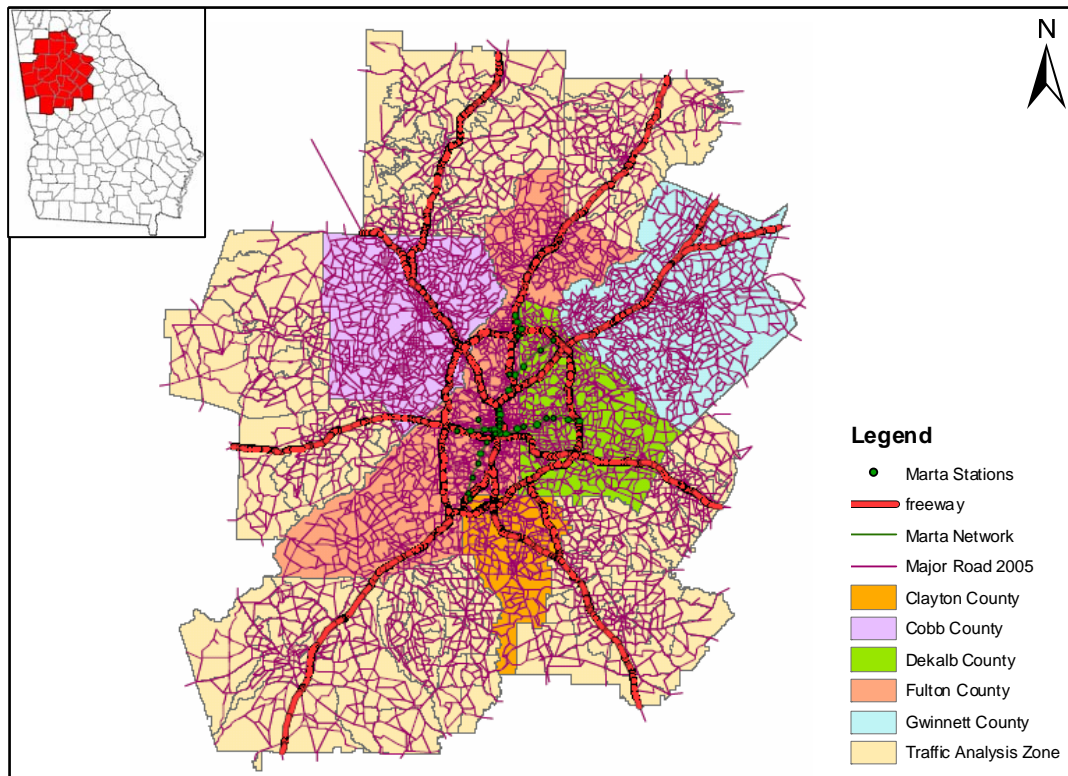 N
Legend
Marta Stations
freeway
Marta Network
Major Road 2005
Clayton County
Cobb County
Dekalb County
Fulton County
Gwinnett County
Traffic Analysis Zone